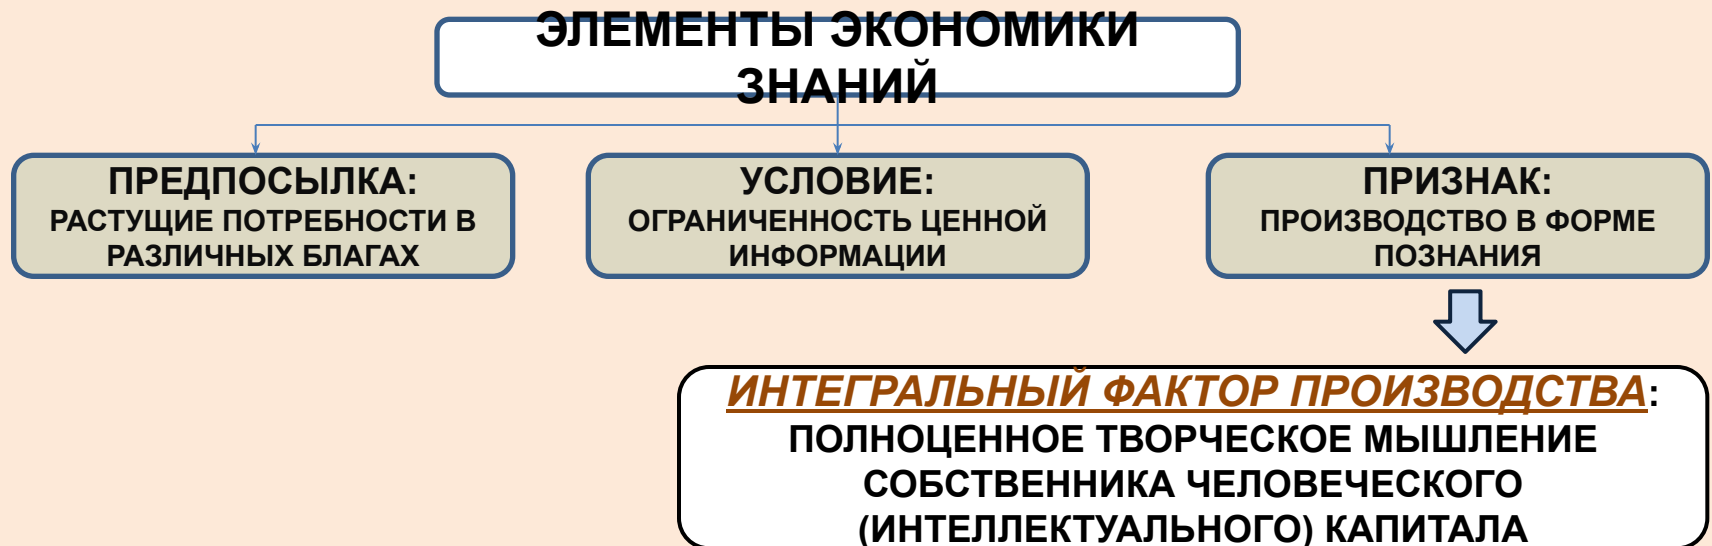 ЭЛЕМЕНТЫ ЭКОНОМИКИ
ЗНАНИЙ
ПРЕДПОСЫЛКА:
РАСТУЩИЕ ПОТРЕБНОСТИ В
РАЗЛИЧНЫХ БЛАГАХ
УСЛОВИЕ:
ОГРАНИЧЕННОСТЬ ЦЕННОЙ
ИНФОРМАЦИИ
ПРИЗНАК:
ПРОИЗВОДСТВО В ФОРМЕ
ПОЗНАНИЯ
ИНТЕГРАЛЬНЫЙ ФАКТОР ПРОИЗВОДСТВА:
ПОЛНОЦЕННОЕ ТВОРЧЕСКОЕ МЫШЛЕНИЕ
СОБСТВЕННИКА ЧЕЛОВЕЧЕСКОГО
(ИНТЕЛЛЕКТУАЛЬНОГО) КАПИТАЛА